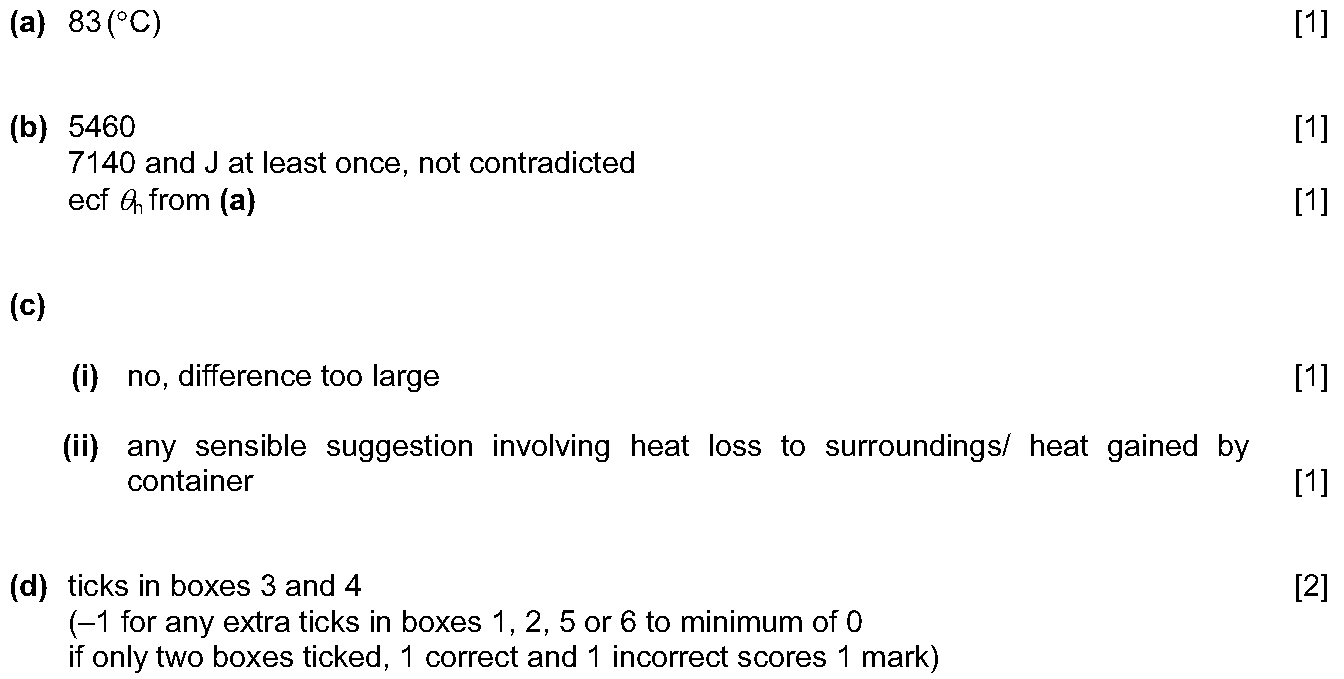 (a) 83 (°C) [1]
(b) 5460 [1]
7140 and J at least once, not contradicted
ecf θh from (a) [1]
(c)
(i) no, difference too large [1]
(ii) any sensible suggestion involving heat loss to surroundings/ heat gained by
container [1]
(d) ticks in boxes 3 and 4 [2]
(–1 for any extra ticks in boxes 1, 2, 5 or 6 to minimum of 0
if only two boxes ticked, 1 correct and 1 incorrect scores 1 mark)